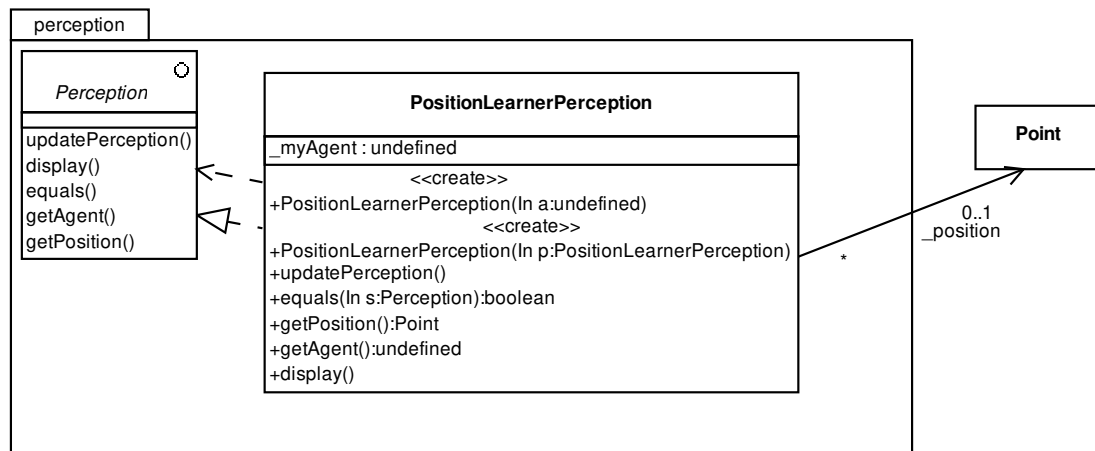 perception
Perception
updatePerception()
display()
equals()
getAgent()
getPosition()
PositionLearnerPerception
_myAgent : undefined
<<create>>
+PositionLearnerPerception(In a:undefined)
<<create>>
+PositionLearnerPerception(In p:PositionLearnerPerception)
+updatePerception()
+equals(In s:Perception):boolean
+getPosition():Point
+getAgent():undefined
+display()
Point
0..1
_position
*